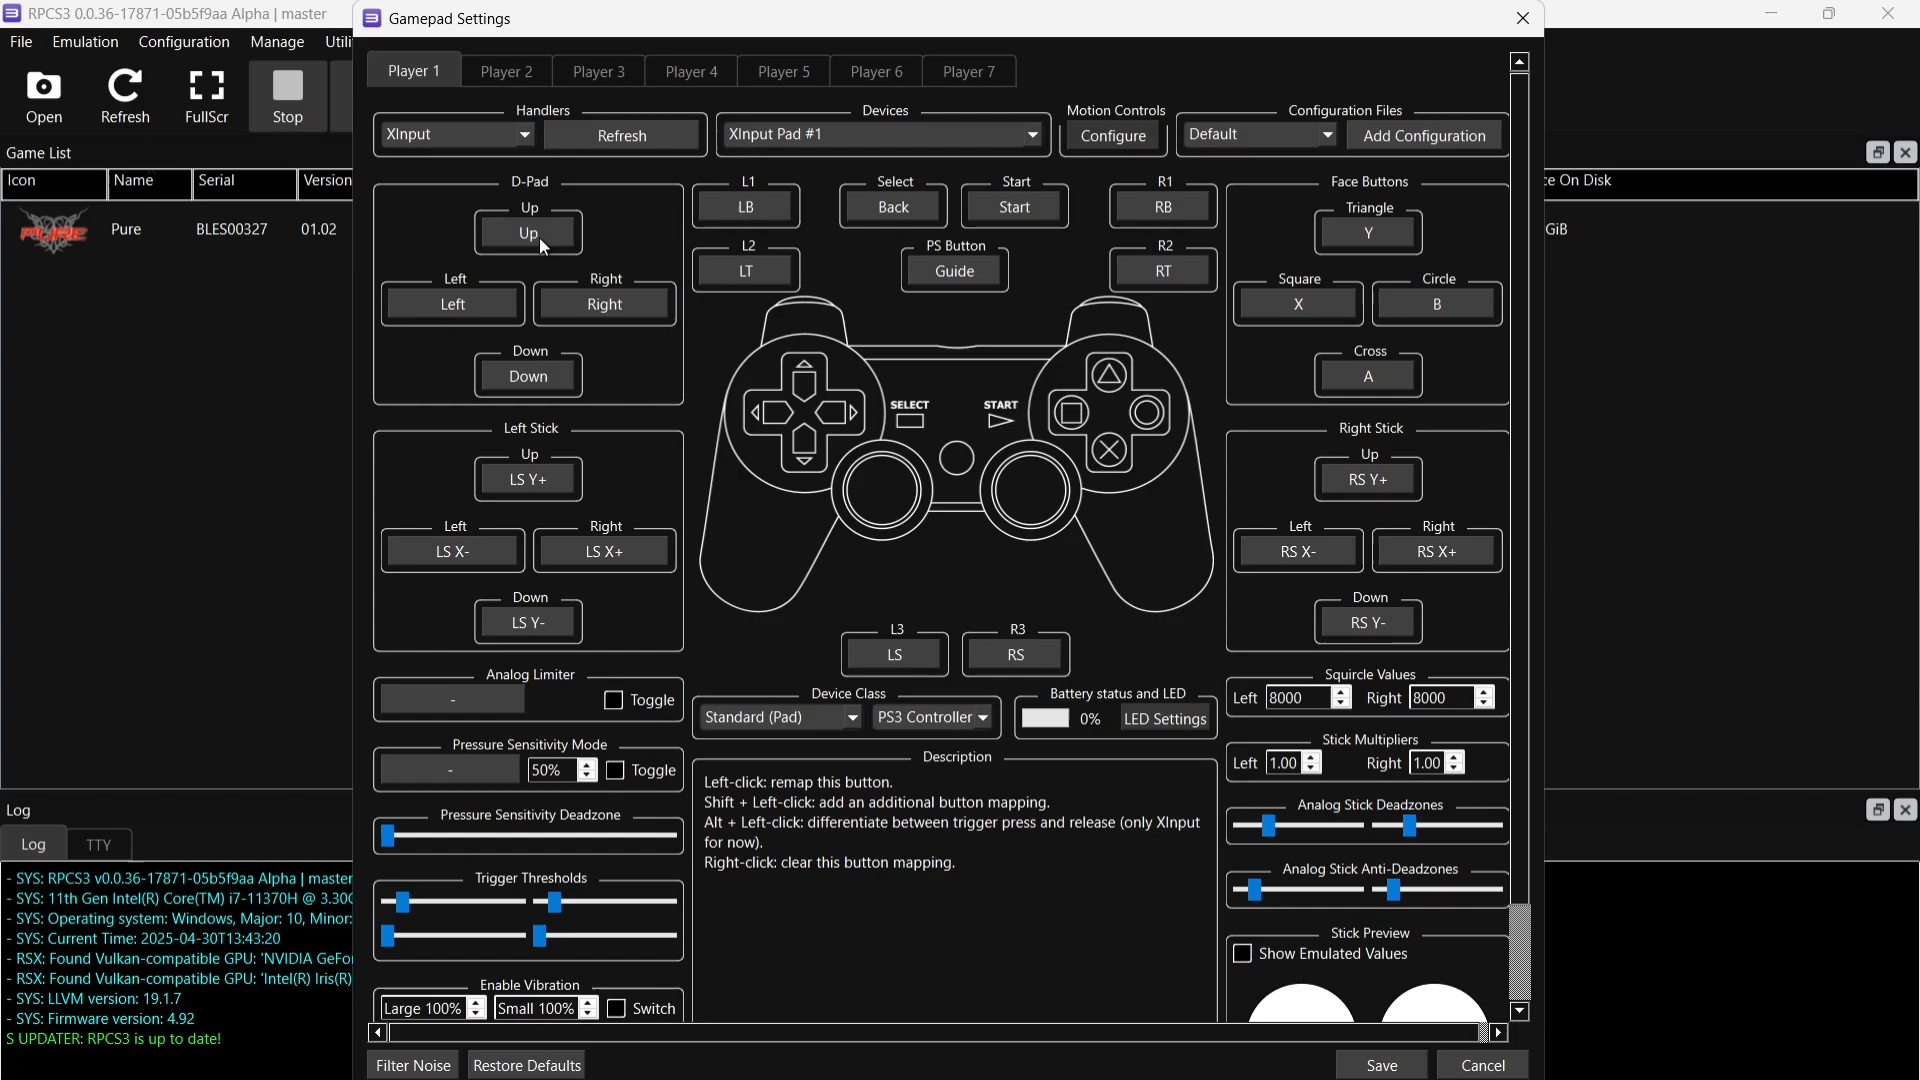 RPCS3 0.0.36-17871-05b5f9aa Alpha | master
Gamepad Settings
File Emulation Configuration Manage Utili
Open Refresh FullScr Stop
Game List
Icon Name Serial Version
ce On Disk
PURE Pure BLES00327 01.02
GiB
Player 1 Player 2 Player 3 Player 4 Player 5 Player 6 Player 7
Handlers Devices Motion Controls Configuration Files
XInput Refresh XInput Pad #1 Configure Default Add Configuration
D-Pad
Up
Up
Left Right
Left Right
Down
Down
L1 Select Start R1
LB Back Start RB
L2 PS Button R2
LT Guide RT
SELECT START
Face Buttons
Triangle
Y
Square Circle
X B
Cross
A
Left Stick
Up
LS Y+
Left Right
LS X- LS X+
Down
LS Y-
L3 R3
LS RS
Right Stick
Up
RS Y+
Left Right
RS X- RS X+
Down
RS Y-
Analog Limiter
- Toggle
Pressure Sensitivity Mode
- 50% Toggle
Pressure Sensitivity Deadzone
Trigger Thresholds
Enable Vibration
Large 100% Small 100% Switch
Device Class Battery status and LED
Standard (Pad) PS3 Controller 0% LED Settings
Description
Left-click: remap this button.
Shift + Left-click: add an additional button mapping.
Alt + Left-click: differentiate between trigger press and release (only XInput
for now).
Right-click: clear this button mapping.
Squircle Values
Left 8000 Right 8000
Stick Multipliers
Left 1.00 Right 1.00
Analog Stick Deadzones
Analog Stick Anti-Deadzones
Stick Preview
Show Emulated Values
Filter Noise Restore Defaults Save Cancel
Log
Log TTY
- SYS: RPCS3 v0.0.36-17871-05b5f9aa Alpha | master
- SYS: 11th Gen Intel(R) Core(TM) i7-11370H @ 3.30G
- SYS: Operating system: Windows, Major: 10, Minor:
- SYS: Current Time: 2025-04-30T13:43:20
- RSX: Found Vulkan-compatible GPU: 'NVIDIA GeFo
- RSX: Found Vulkan-compatible GPU: 'Intel(R) Iris(R)
- SYS: LLVM version: 19.1.7
- SYS: Firmware version: 4.92
S UPDATER: RPCS3 is up to date!